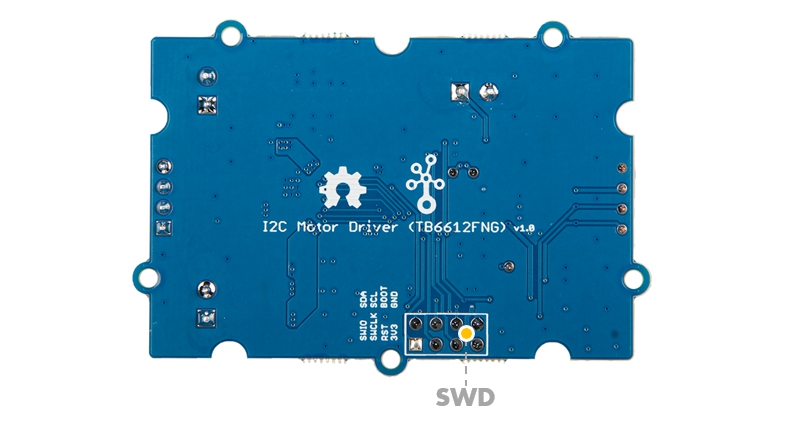 I2C Motor Driver (TB6612FNG) v1.0
SWIO SDA
SWCLK SCL
RST BOOT
3V3 GND
SWD